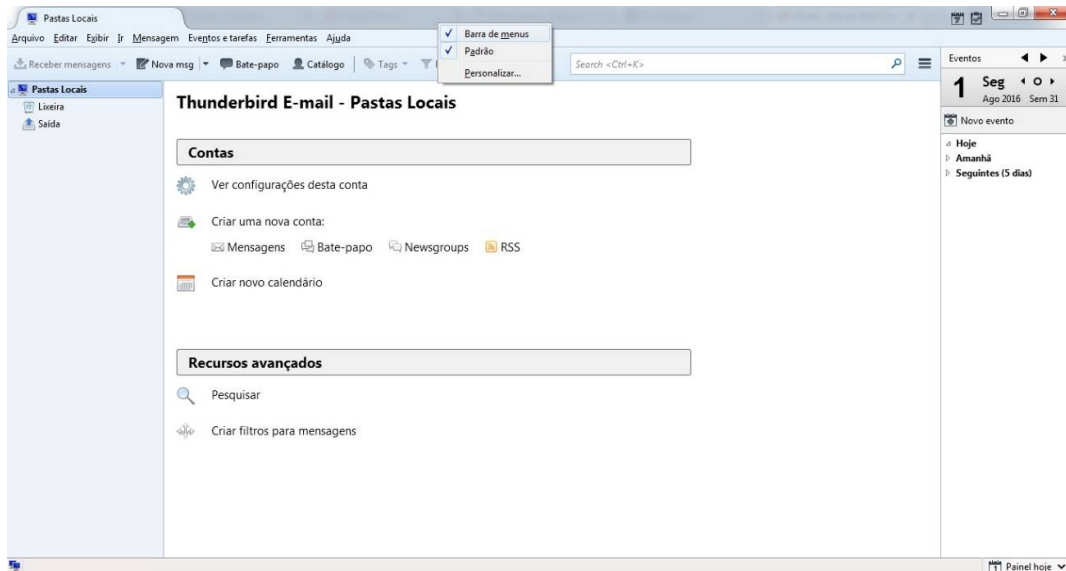 Pastas Locais
Arquivo Editar Exibir Ir Mensagem Eventos e tarefas Ferramentas Ajuda
Barra de menus
Padrão
Personalizar...
Receber mensagens Nova msg Bate-papo Catálogo Tags
Search <Ctrl+K>
Pastas Locais
Lixeira
Saída
Thunderbird E-mail - Pastas Locais
Contas
Ver configurações desta conta
Criar uma nova conta:
Mensagens Bate-papo Newsgroups RSS
Criar novo calendário
Recursos avançados
Pesquisar
Criar filtros para mensagens
Eventos
1 Seg
Ago 2016 Sem 31
Novo evento
Hoje
Amanhã
Seguintes (5 dias)
Painel hoje